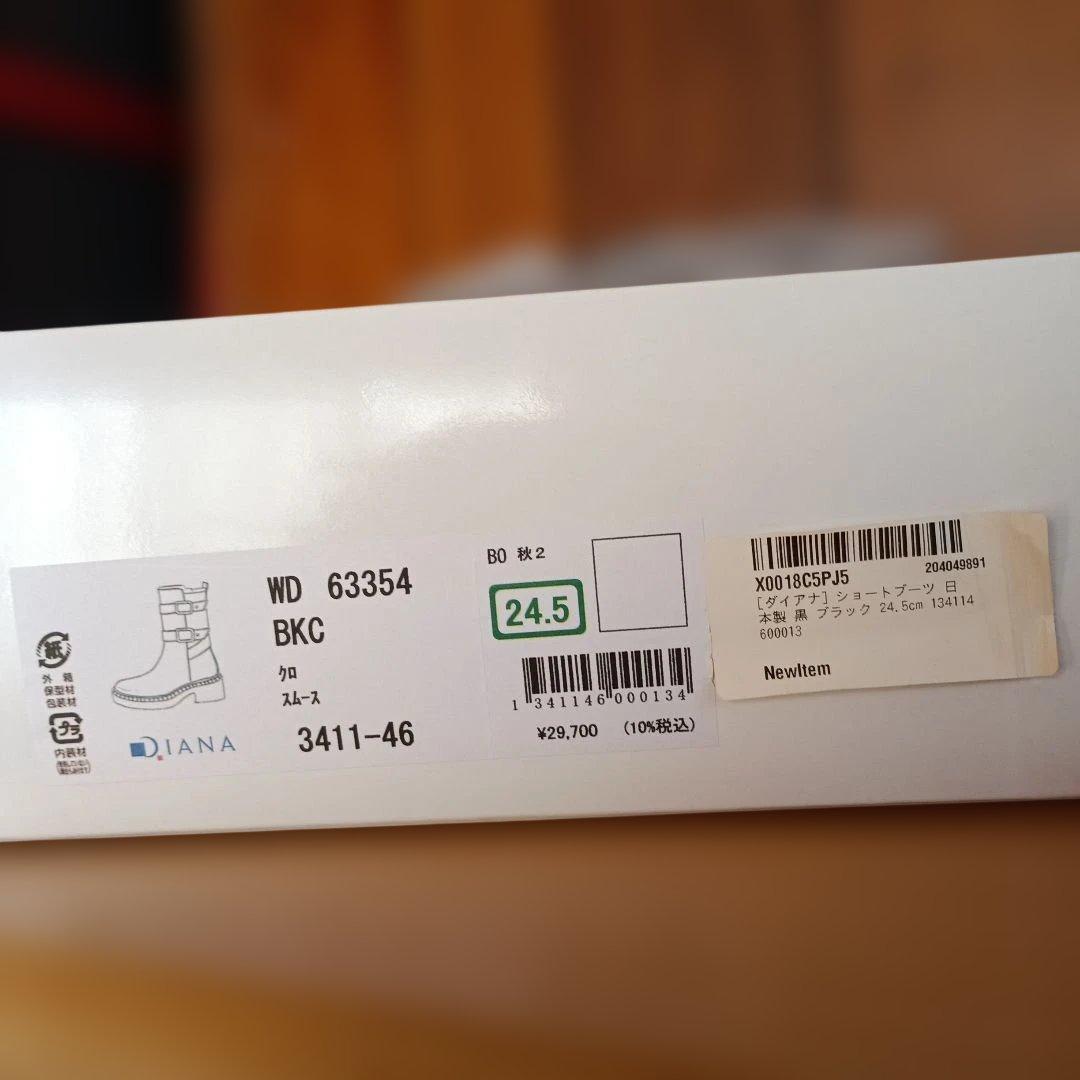 紙
外 箱
保型材
包装材
プラ
内装材
DIANA
WD 63354
BKC
ｸﾛ
ｽﾑｰｽ
3411-46
BO 秋2
24.5
1 341146 000134
¥29,700 (10%税込)
X0018C5PJ5
204049891
[ダイアナ] ショートブーツ 日
本製 黒 ブラック 24.5cm 134114
600013
NewItem